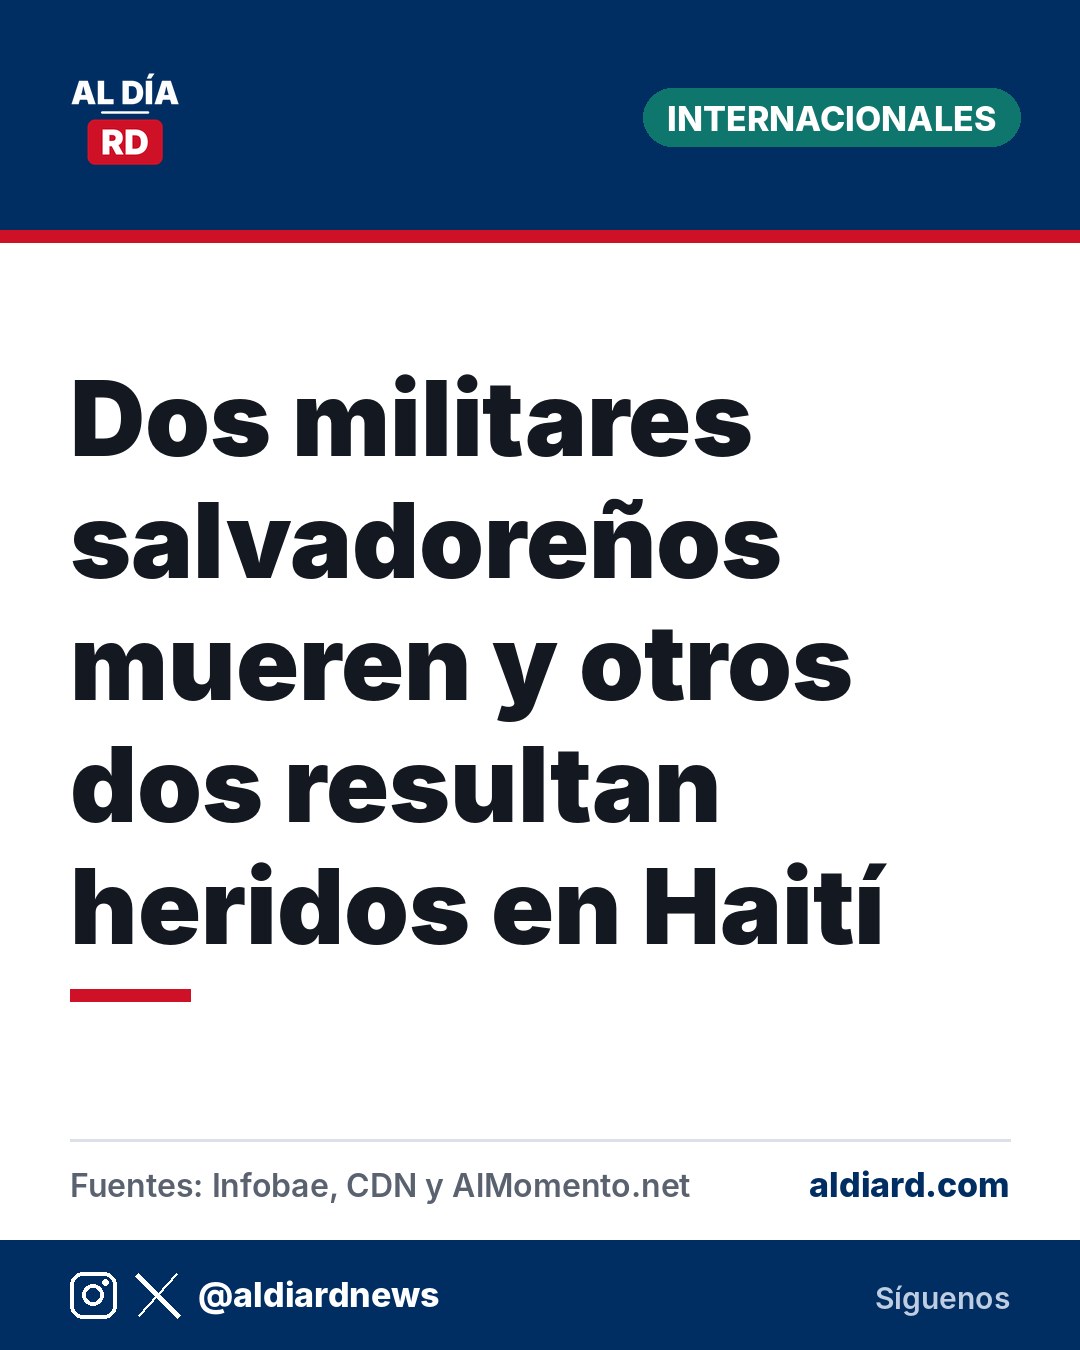 AL DÍA
RD
INTERNACIONALES
Dos militares
salvadoreños
mueren y otros
dos resultan
heridos en Haití
Fuentes: Infobae, CDN y AlMomento.net
aldiard.com
@aldiardnews
Síguenos